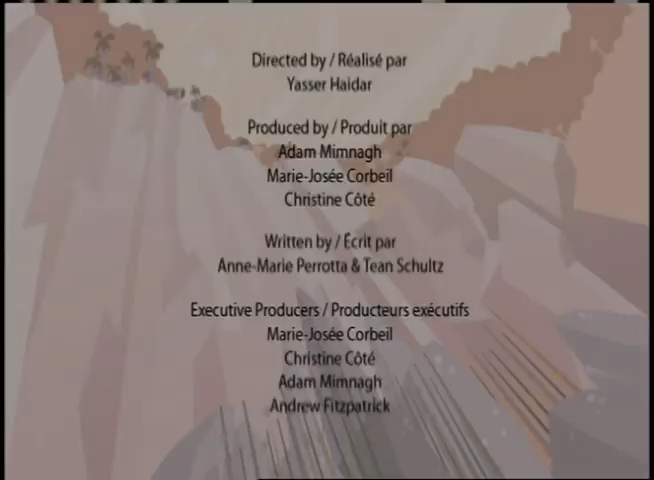 Directed by / Réalisé par
Yasser Haidar
Produced by / Produit par
Adam Mimnagh
Marie-Josée Corbeil
Christine Côté
Written by / Écrit par
Anne-Marie Perrotta & Tean Schultz
Executive Producers / Producteurs exécutifs
Marie-Josée Corbeil
Christine Côté
Adam Mimnagh
Andrew Fitzpatrick